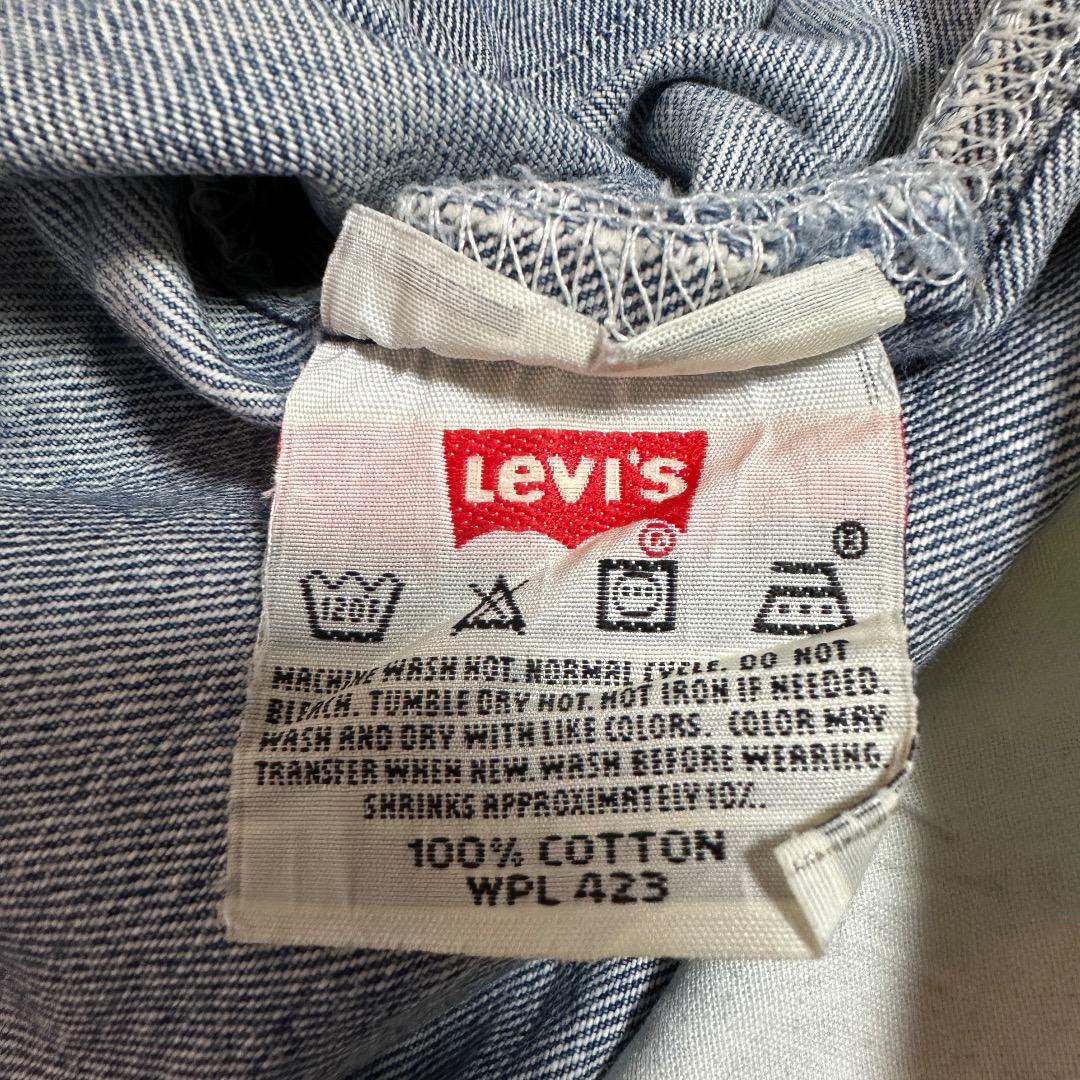 Levi's
®
®
120F
MACHINE WASH HOT. NORMAL CYCLE. DO NOT
BLEACH. TUMBLE DRY HOT. HOT IRON IF NEEDED.
WASH AND DRY WITH LIKE COLORS. COLOR MAY
TRANSFER WHEN NEW. WASH BEFORE WEARING.
SHRINKS APPROXIMATELY 10%.
100% COTTON
WPL 423